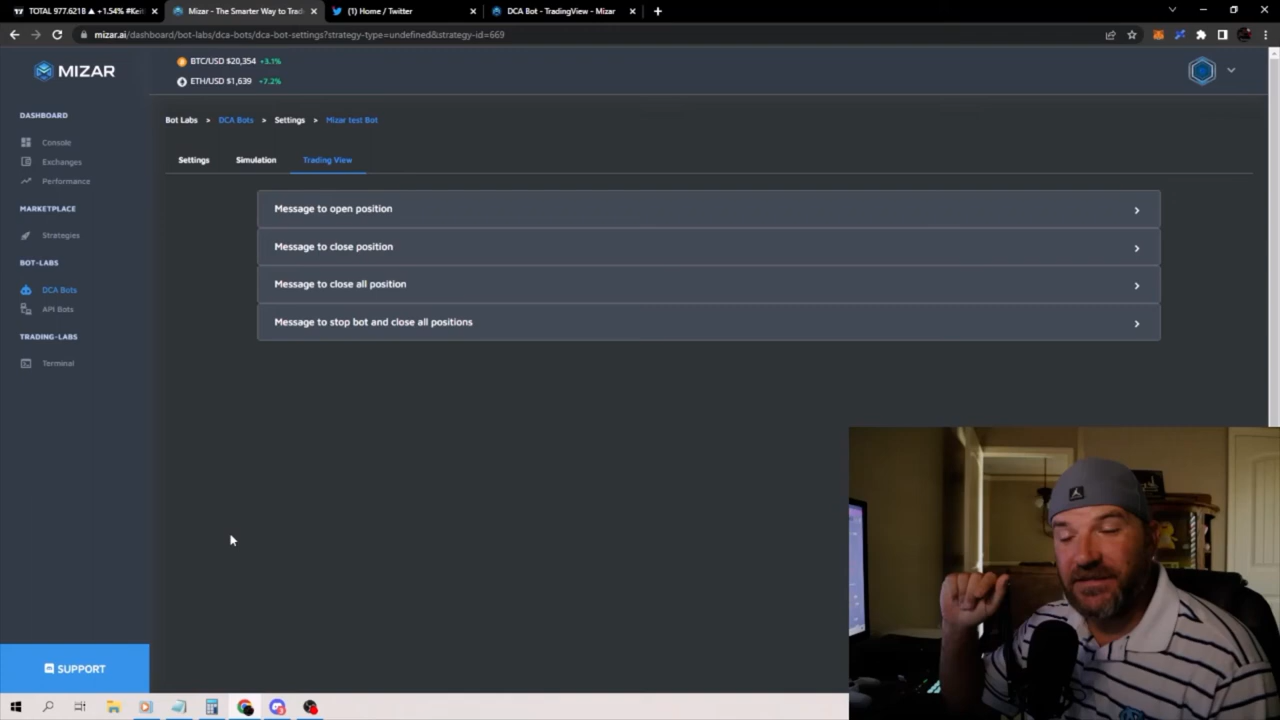 TOTAL 977.621B ▲ +1.54% #Keit
Mizar - The Smarter Way to Trad
(1) Home / Twitter
DCA Bot - TradingView - Mizar
mizar.ai/dashboard/bot-labs/dca-bots/dca-bot-settings?strategy-type=undefined&strategy-id=669
MIZAR
BTC/USD $20,354 +3.1%
ETH/USD $1,639 +7.2%
DASHBOARD
Console
Exchanges
Performance
MARKETPLACE
Strategies
BOT-LABS
DCA Bots
API Bots
TRADING-LABS
Terminal
SUPPORT
Bot Labs > DCA Bots > Settings > Mizar test Bot
Settings
Simulation
Trading View
Message to open position
Message to close position
Message to close all position
Message to stop bot and close all positions